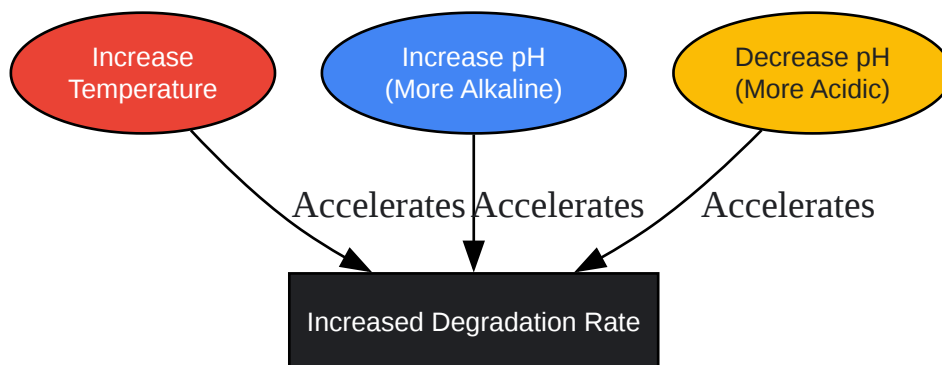 Increase
Temperature
Increase pH
(More Alkaline)
Decrease pH
(More Acidic)
Accelerates
Accelerates
Accelerates
Increased Degradation Rate